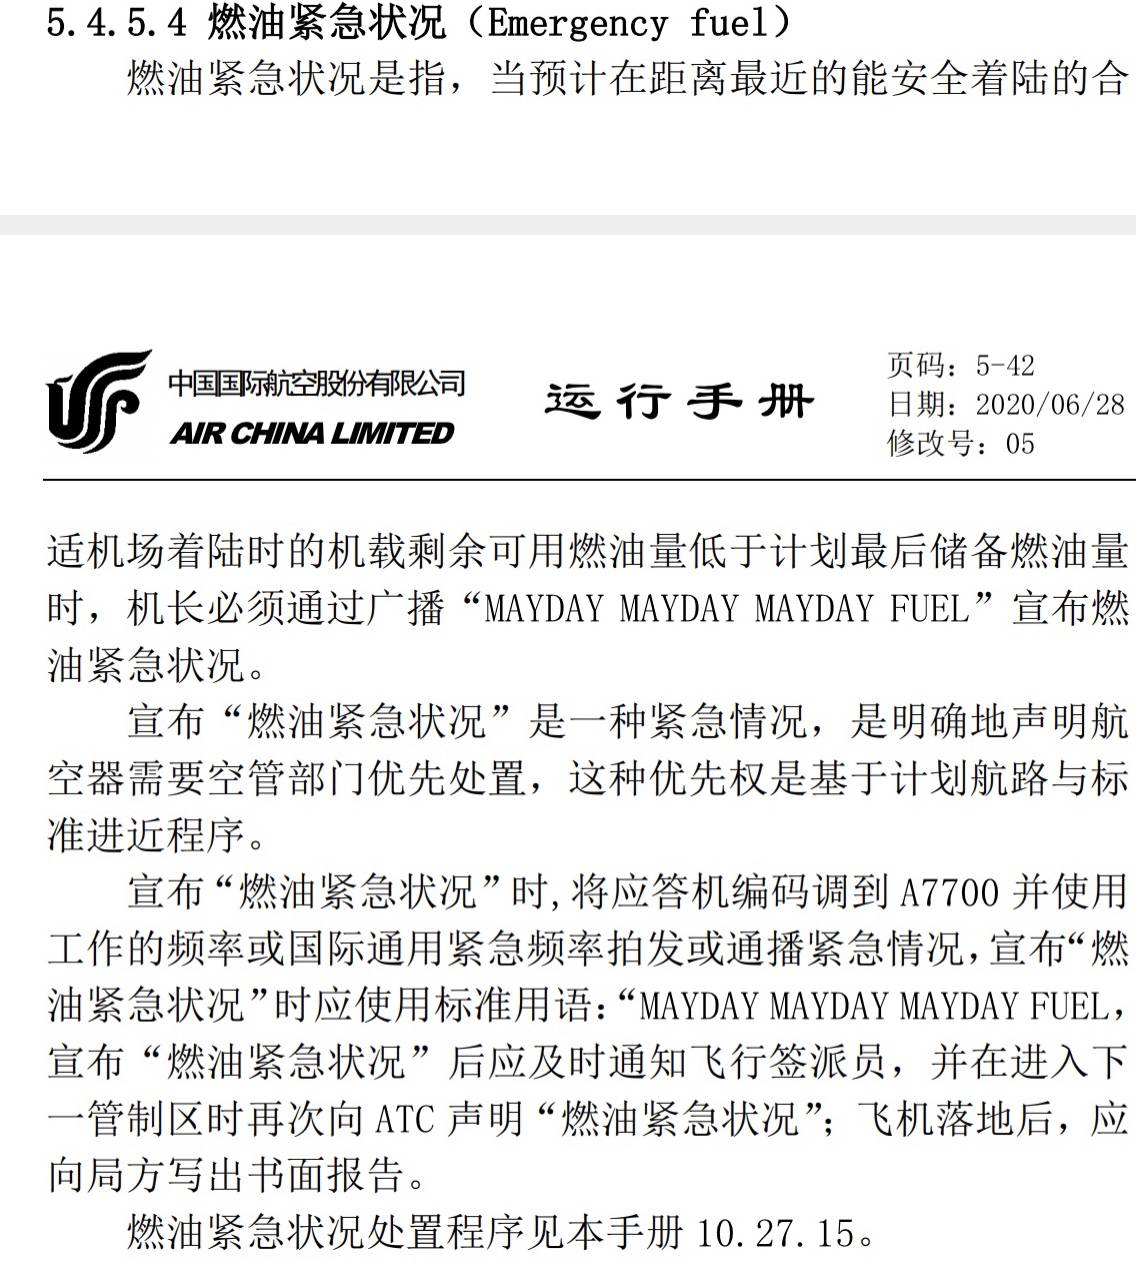 5.4.5.4 燃油紧急状况（Emergency fuel）
燃油紧急状况是指，当预计在距离最近的能安全着陆的合
中国国际航空股份有限公司
AIR CHINA LIMITED
运行手册
页码：5-42
日期：2020/06/28
修改号：05
适机场着陆时的机载剩余可用燃油量低于计划最后储备燃油量
时，机长必须通过广播“MAYDAY MAYDAY MAYDAY FUEL”宣布燃
油紧急状况。
宣布“燃油紧急状况”是一种紧急情况，是明确地声明航
空器需要空管部门优先处置，这种优先权是基于计划航路与标
准进近程序。
宣布“燃油紧急状况”时,将应答机编码调到 A7700 并使用
工作的频率或国际通用紧急频率拍发或通播紧急情况，宣布“燃
油紧急状况”时应使用标准用语：“MAYDAY MAYDAY MAYDAY FUEL，
宣布“燃油紧急状况”后应及时通知飞行签派员，并在进入下
一管制区时再次向 ATC 声明“燃油紧急状况”；飞机落地后，应
向局方写出书面报告。
燃油紧急状况处置程序见本手册 10.27.15。